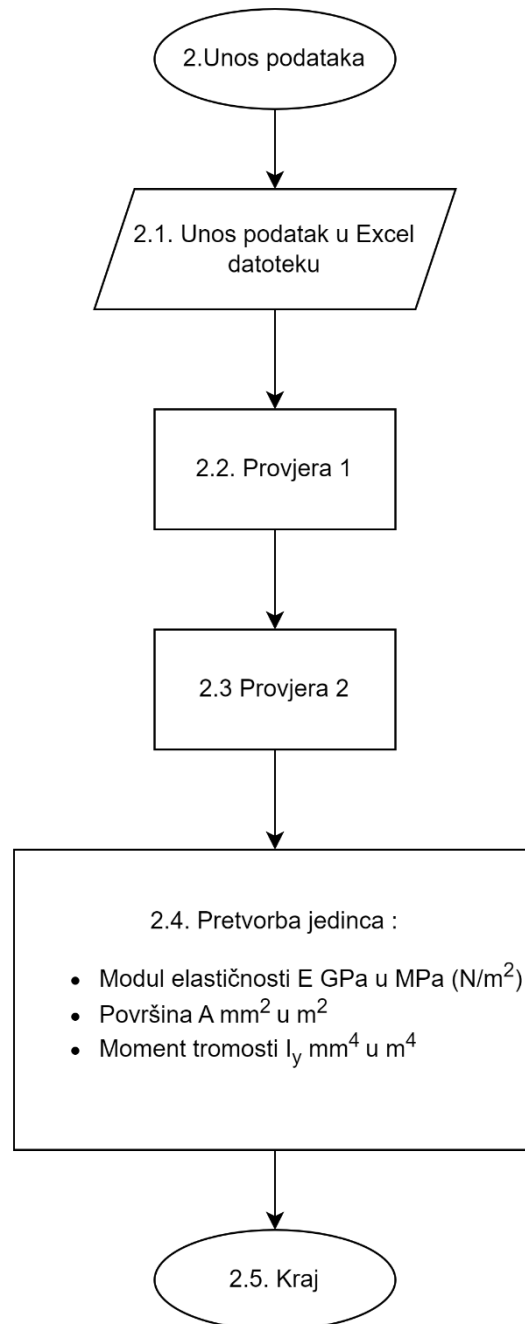 2.Unos podataka
2.1. Unos podatak u Excel
datoteku
2.2. Provjera 1
2.3 Provjera 2
2.4. Pretvorba jedinca :
• Modul elastičnosti E GPa u MPa (N/m²)
• Površina A mm² u m²
• Moment tromosti I_y mm⁴ u m⁴
2.5. Kraj